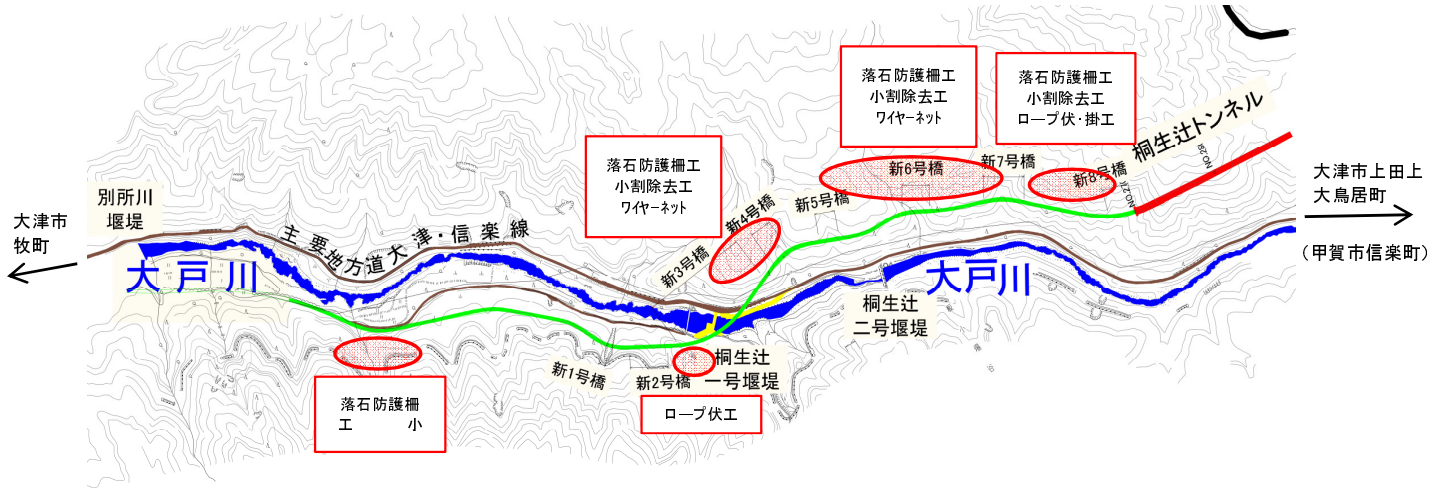 落石防護柵工
小割除去工
ワイヤーネット
落石防護柵工
小割除去工
ロープ伏・掛工
桐生辻トンネル
NO.29
NO.27
落石防護柵工
小割除去工
ワイヤーネット
新6号橋
新7号橋
新8号橋
大津市上田上
大鳥居町
(甲賀市信楽町)
別所川
堰堤
大津市
牧町
主要地方道大津・信楽線
新3号橋
新4号橋
新5号橋
大戸川
大戸川
桐生辻
二号堰堤
新1号橋
新2号橋
桐生辻
一号堰堤
落石防護柵
工 小
ロープ伏工